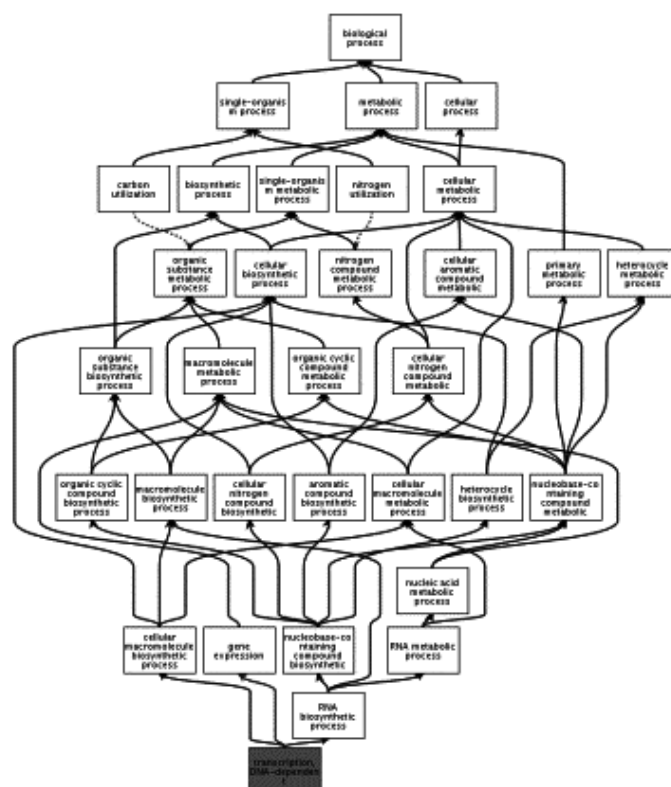 biological
process
single-organis
m process
metabolic
process
cellular
process
carbon
utilization
biosynthetic
process
single-organis
m metabolic
process
nitrogen
utilization
cellular
metabolic
process
organic
substance
metabolic
process
cellular
biosynthetic
process
nitrogen
compound
metabolic
process
cellular
aromatic
compound
metabolic
primary
metabolic
process
heterocycle
metabolic
process
organic
substance
biosynthetic
process
macromolecule
metabolic
process
organic cyclic
compound
metabolic
process
cellular
nitrogen
compound
metabolic
organic cyclic
compound
biosynthetic
process
macromolecule
biosynthetic
process
cellular
nitrogen
compound
biosynthetic
aromatic
compound
biosynthetic
process
cellular
macromolecule
metabolic
process
heterocycle
biosynthetic
process
nucleobase-co
ntaining
compound
metabolic
nucleic acid
metabolic
process
cellular
macromolecule
biosynthetic
process
gene
expression
nucleobase-co
ntaining
compound
biosynthetic
RNA metabolic
process
RNA
biosynthetic
process
transcription,
DNA-dependen
t